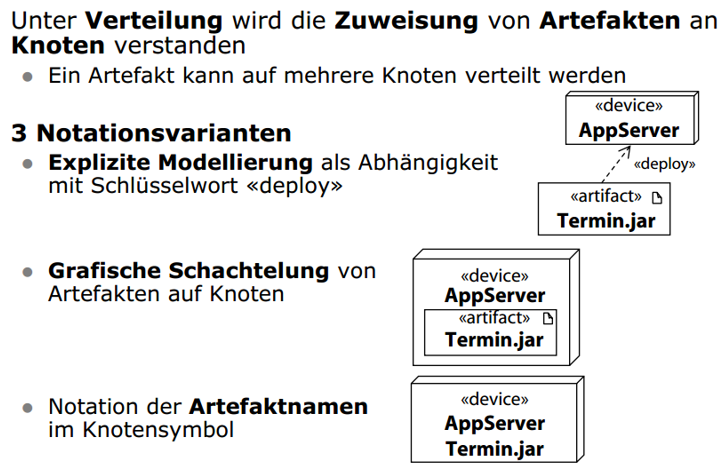 Unter Verteilung wird die Zuweisung von Artefakten an
Knoten verstanden
● Ein Artefakt kann auf mehrere Knoten verteilt werden
3 Notationsvarianten
● Explizite Modellierung als Abhängigkeit
mit Schlüsselwort «deploy»
«device»
AppServer
«deploy»
«artifact»
Termin.jar
● Grafische Schachtelung von
Artefakten auf Knoten
«device»
AppServer
«artifact»
Termin.jar
● Notation der Artefaktnamen
im Knotensymbol
«device»
AppServer
Termin.jar